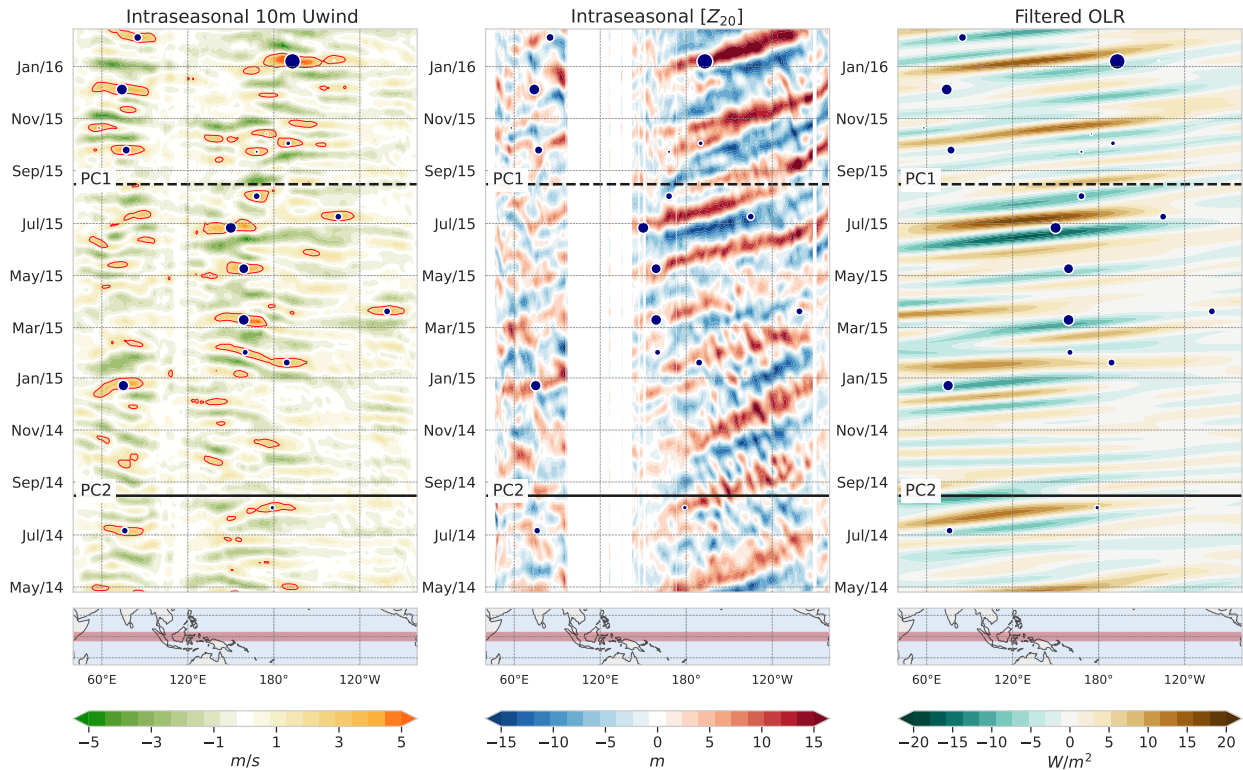 Intraseasonal 10m Uwind
Intraseasonal [Z₂₀]
Filtered OLR
Jan/16
Nov/15
Sep/15
PC1
Jul/15
May/15
Mar/15
Jan/15
Nov/14
Sep/14
PC2
Jul/14
May/14
Jan/16
Nov/15
Sep/15
PC1
Jul/15
May/15
Mar/15
Jan/15
Nov/14
Sep/14
PC2
Jul/14
May/14
Jan/16
Nov/15
Sep/15
PC1
Jul/15
May/15
Mar/15
Jan/15
Nov/14
Sep/14
PC2
Jul/14
May/14
60°E 120°E 180° 120°W
60°E 120°E 180° 120°W
60°E 120°E 180° 120°W
−5 −3 −1 1 3 5
m/s
−15 −10 −5 0 5 10 15
m
−20 −15 −10 −5 0 5 10 15 20
W/m²